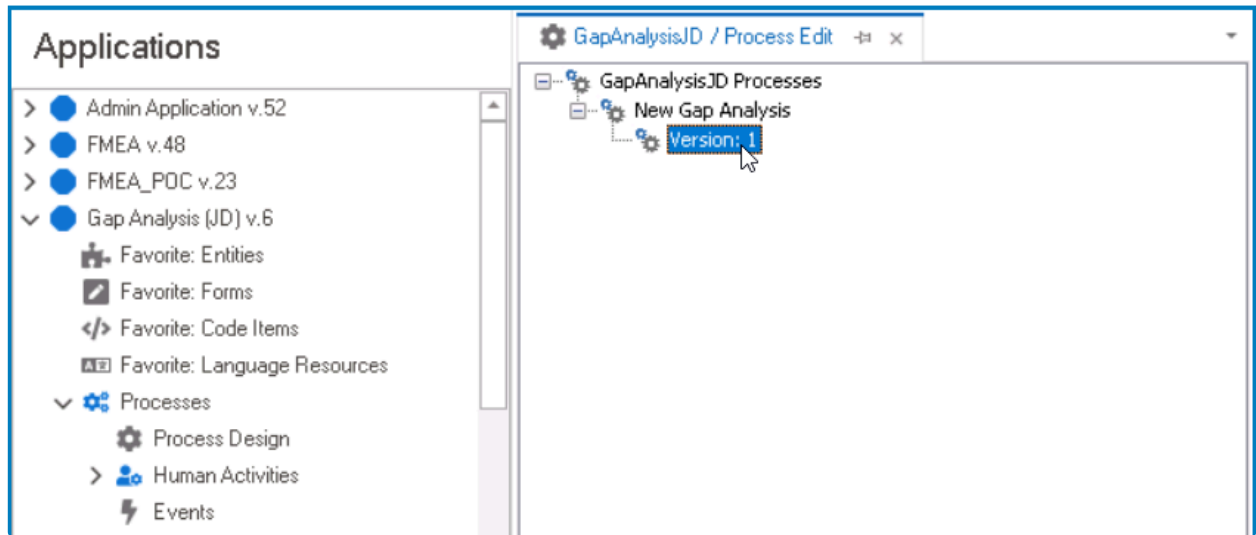 Applications
Admin Application v.52
FMEA v.48
FMEA_POC v.23
Gap Analysis (JD) v.6
Favorite: Entities
Favorite: Forms
Favorite: Code Items
Favorite: Language Resources
Processes
Process Design
Human Activities
Events
GapAnalysisJD / Process Edit
GapAnalysisJD Processes
New Gap Analysis
Version: 1